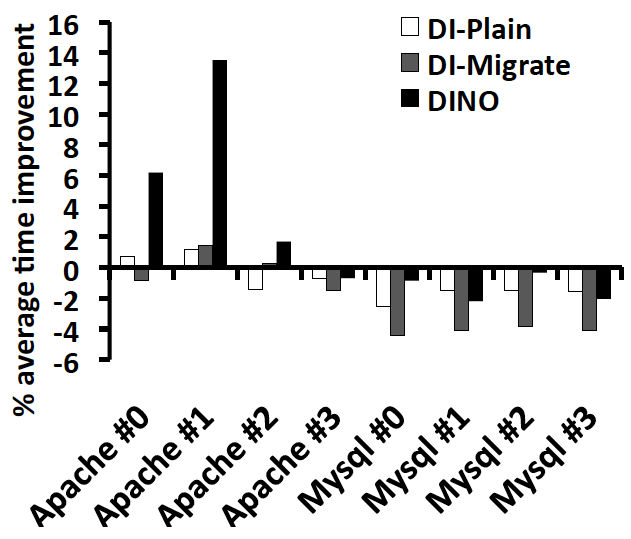 % average time improvement
16
14
12
10
8
6
4
2
0
-2
-4
-6
DI-Plain
DI-Migrate
DINO
Apache #0
Apache #1
Apache #2
Apache #3
Mysql #0
Mysql #1
Mysql #2
Mysql #3